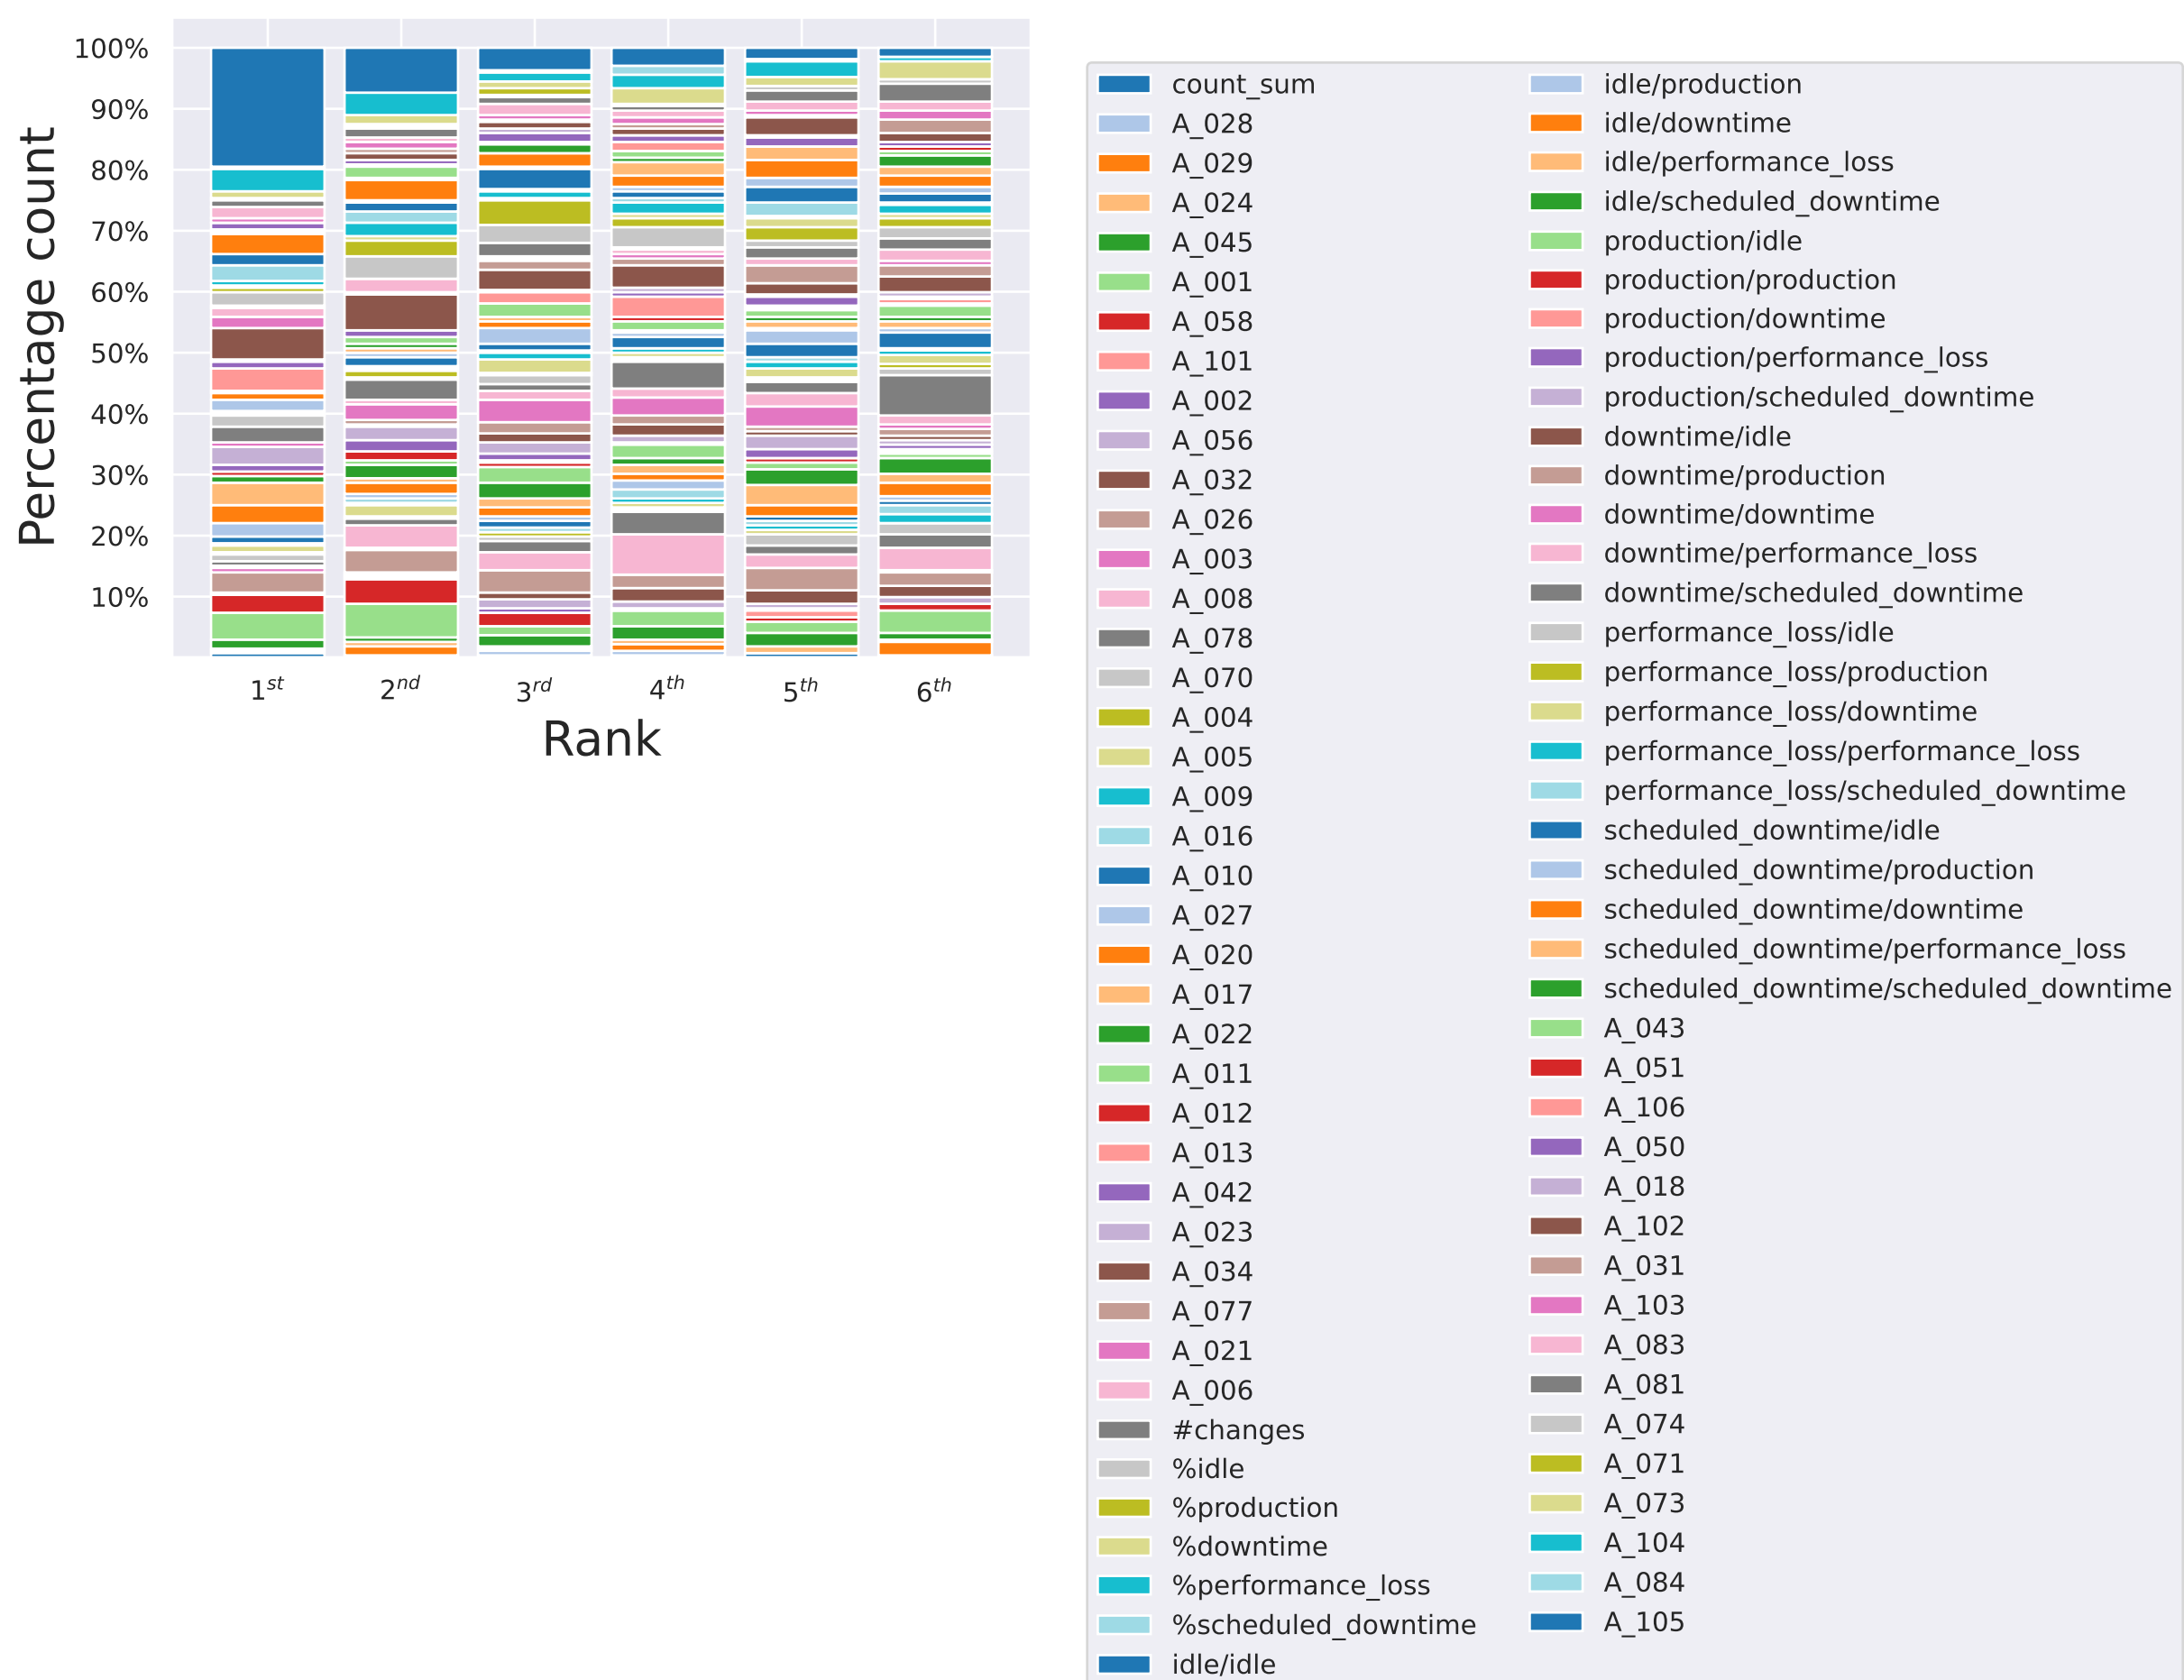 100%
90%
80%
70%
60%
50%
40%
30%
20%
10%
Percentage count
1st 2nd 3rd 4th 5th 6th
Rank
count_sum
A_028
A_029
A_024
A_045
A_001
A_058
A_101
A_002
A_056
A_032
A_026
A_003
A_008
A_078
A_070
A_004
A_005
A_009
A_016
A_010
A_027
A_020
A_017
A_022
A_011
A_012
A_013
A_042
A_023
A_034
A_077
A_021
A_006
#changes
%idle
%production
%downtime
%performance_loss
%scheduled_downtime
idle/idle
idle/production
idle/downtime
idle/performance_loss
idle/scheduled_downtime
production/idle
production/production
production/downtime
production/performance_loss
production/scheduled_downtime
downtime/idle
downtime/production
downtime/downtime
downtime/performance_loss
downtime/scheduled_downtime
performance_loss/idle
performance_loss/production
performance_loss/downtime
performance_loss/performance_loss
performance_loss/scheduled_downtime
scheduled_downtime/idle
scheduled_downtime/production
scheduled_downtime/downtime
scheduled_downtime/performance_loss
scheduled_downtime/scheduled_downtime
A_043
A_051
A_106
A_050
A_018
A_102
A_031
A_103
A_083
A_081
A_074
A_071
A_073
A_104
A_084
A_105